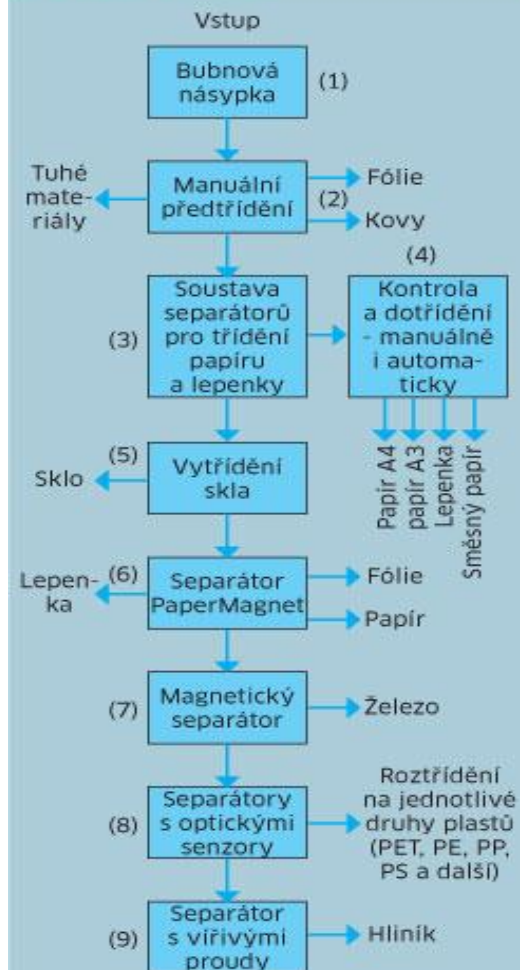 Vstup
Bubnová
násypka
(1)
Tuhé
mate-
riály
Manuální
předtřídění
(2)
Fólie
Kovy
(3)
Soustava
separátorů
pro třídění
papíru
a lepenky
(4)
Kontrola
a dotřídění
- manuálně
i automa-
ticky
Papír A4
papír A3
Lepenka
Směsný papír
Sklo
(5)
Vytřídění
skla
Lepen-
ka
(6)
Separátor
PaperMagnet
Fólie
Papír
(7)
Magnetický
separátor
Železo
(8)
Separátory
s optickými
senzory
Roztřídění
na jednotlivé
druhy plastů
(PET, PE, PP,
PS a další)
(9)
Separátor
s vířivými
proudy
Hliník